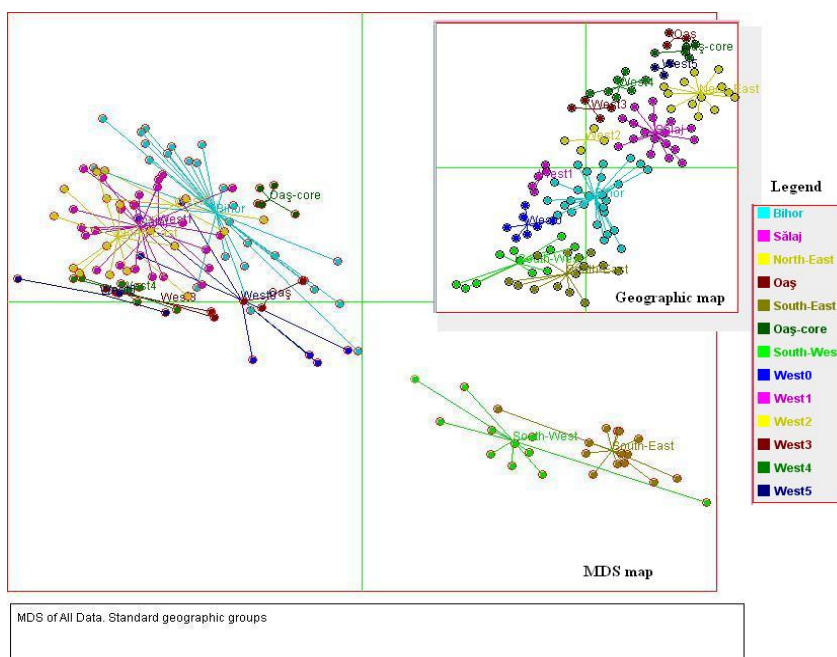 Oaş
Oaş-core
West5
West4
North-East
West3
Sălaj
West2
West1
Bihor
West0
South-West
South-East
Geographic map
Legend
Bihor
Sălaj
North-East
Oaş
South-East
Oaş-core
South-West
West0
West1
West2
West3
West4
West5
Oaş-core
Bihor
West1
West4
West3
West0
Oaş
South-West
South-East
MDS map
MDS of All Data. Standard geographic groups